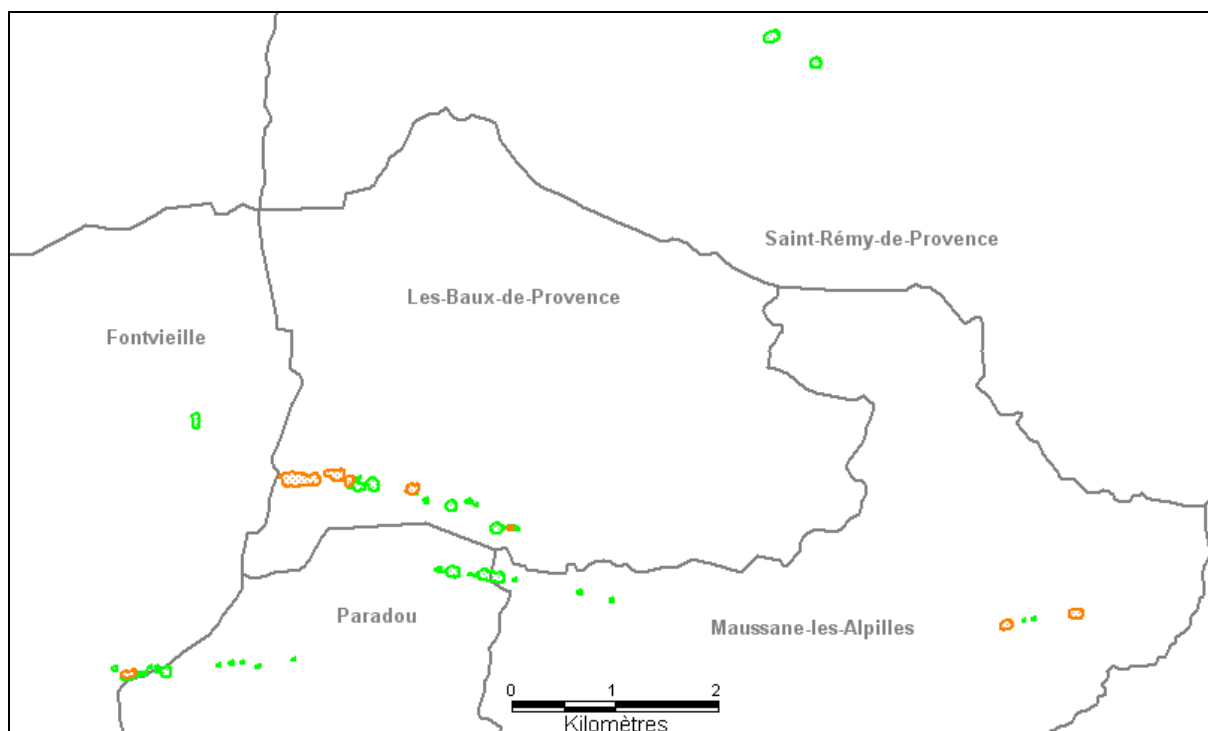 Saint-Rémy-de-Provence
Les-Baux-de-Provence
Fontvieille
Paradou
Maussane-les-Alpilles
0 1 2
Kilomètres